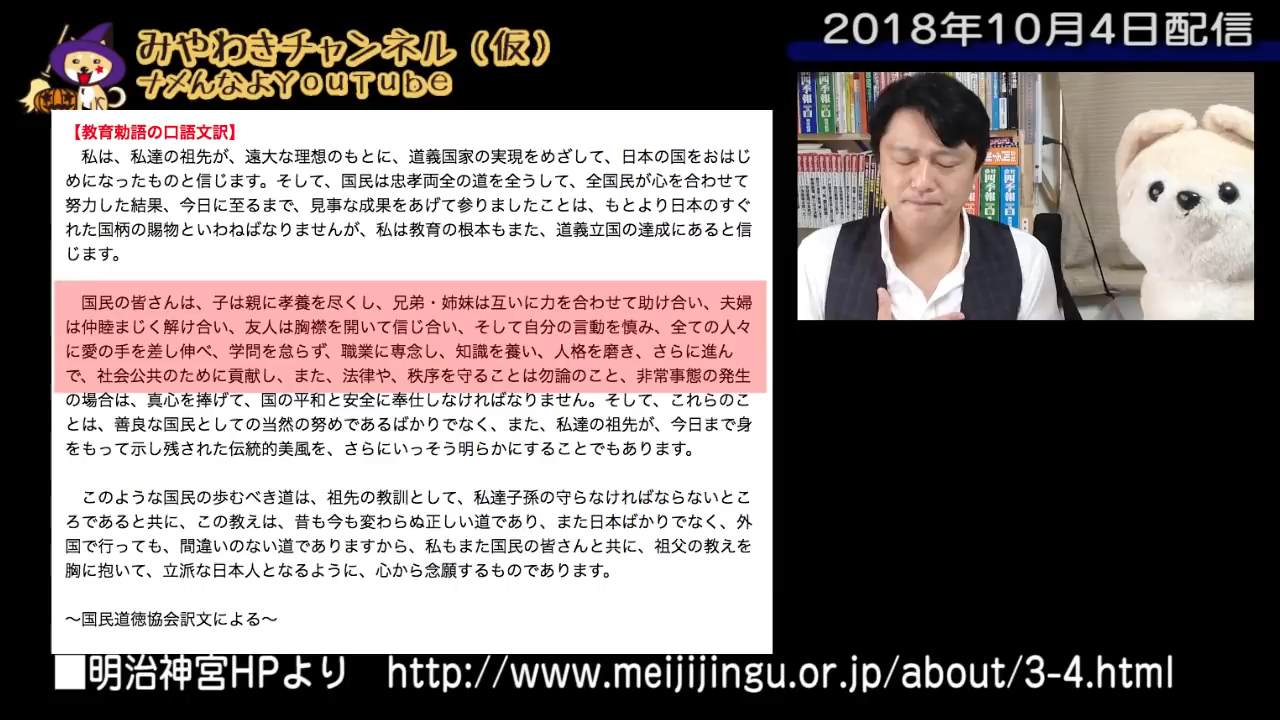 みやわきチャンネル（仮）
ナメんなよYouTube
2018年10月4日配信
【教育勅語の口語文訳】
私は、私達の祖先が、遠大な理想のもとに、道義国家の実現をめざして、日本の国をおはじ
めになったものと信じます。そして、国民は忠孝両全の道を全うして、全国民が心を合わせて
努力した結果、今日に至るまで、見事な成果をあげて参りましたことは、もとより日本のすぐ
れた国柄の賜物といわねばなりませんが、私は教育の根本もまた、道義立国の達成にあると信
じます。
国民の皆さんは、子は親に孝養を尽くし、兄弟・姉妹は互いに力を合わせて助け合い、夫婦
は仲睦まじく解け合い、友人は胸襟を開いて信じ合い、そして自分の言動を慎み、全ての人々
に愛の手を差し伸べ、学問を怠らず、職業に専念し、知識を養い、人格を磨き、さらに進ん
で、社会公共のために貢献し、また、法律や、秩序を守ることは勿論のこと、非常事態の発生
の場合は、真心を捧げて、国の平和と安全に奉仕しなければなりません。そして、これらのこ
とは、善良な国民としての当然の努めであるばかりでなく、また、私達の祖先が、今日まで身
をもって示し残された伝統的美風を、さらにいっそう明らかにすることでもあります。
このような国民の歩むべき道は、祖先の教訓として、私達子孫の守らなければならないとこ
ろであると共に、この教えは、昔も今も変わらぬ正しい道であり、また日本ばかりでなく、外
国で行っても、間違いのない道でありますから、私もまた国民の皆さんと共に、祖父の教えを
胸に抱いて、立派な日本人となるように、心から念願するものであります。
～国民道徳協会訳文による～
■明治神宮HPより　http://www.meijijingu.or.jp/about/3-4.html
会社
四季報
四季報
四季報